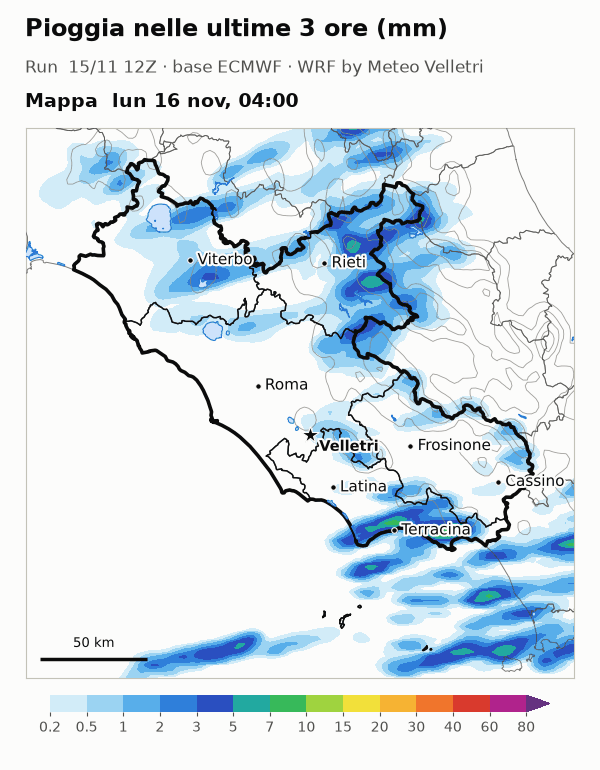 Pioggia nelle ultime 3 ore (mm)
Run  15/11 12Z · base ECMWF · WRF by Meteo Velletri
Mappa  lun 16 nov, 04:00
Viterbo
Rieti
Roma
Velletri
Frosinone
Cassino
Latina
Terracina
50 km
0.2 0.5 1 2 3 5 7 10 15 20 30 40 60 80